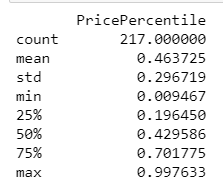 PricePercentile
count 217.000000
mean 0.463725
std 0.296719
min 0.009467
25% 0.196450
50% 0.429586
75% 0.701775
max 0.997633